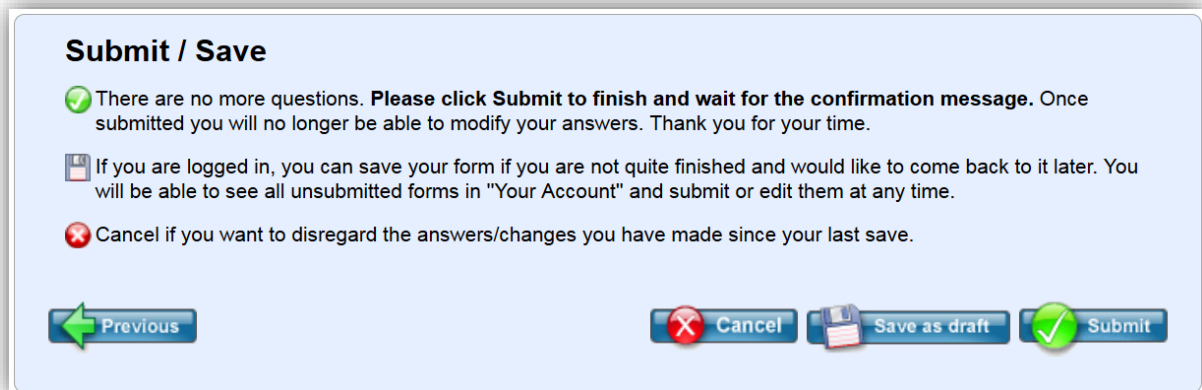 Submit / Save
There are no more questions. Please click Submit to finish and wait for the confirmation message. Once
submitted you will no longer be able to modify your answers. Thank you for your time.
If you are logged in, you can save your form if you are not quite finished and would like to come back to it later. You
will be able to see all unsubmitted forms in "Your Account" and submit or edit them at any time.
Cancel if you want to disregard the answers/changes you have made since your last save.
Previous Cancel Save as draft Submit